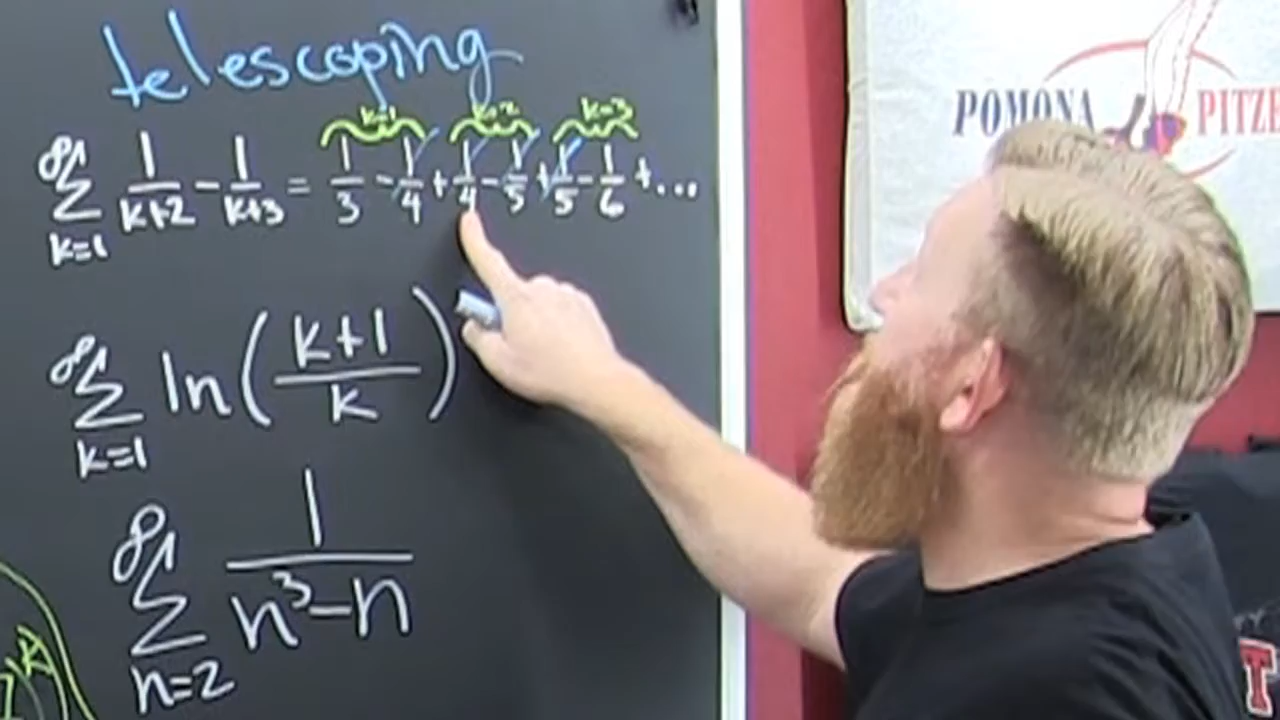 telescoping
k=1 k=2 k=3
∞ Σ k=1 1/k+2 - 1/k+3 = 1/3 - 1/4 + 1/4 - 1/5 + 1/5 - 1/6 + ...
∞ Σ k=1 ln(k+1/k)
∞ Σ n=2 1/n³-n
POMONA PITZE
T